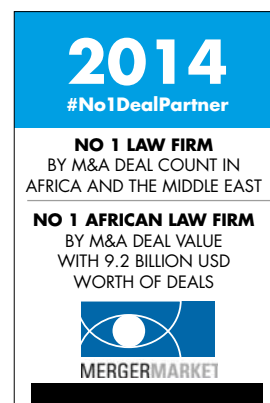 2014
#No1DealPartner
NO 1 LAW FIRM
BY M&A DEAL COUNT IN
AFRICA AND THE MIDDLE EAST
NO 1 AFRICAN LAW FIRM
BY M&A DEAL VALUE
WITH 9.2 BILLION USD
WORTH OF DEALS
MERGERMARKET